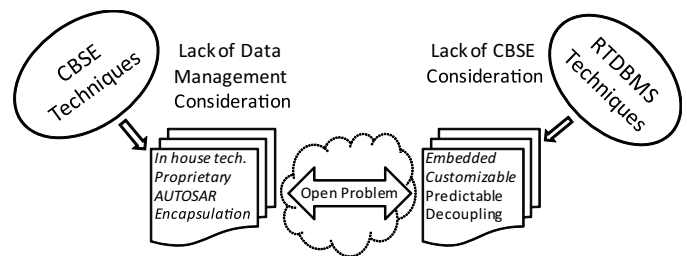 CBSE
Techniques
Lack of Data
Management
Consideration
Lack of CBSE
Consideration
RTDBMS
Techniques
In house tech.
Proprietary
AUTOSAR
Encapsulation
Open Problem
Embedded
Customizable
Predictable
Decoupling